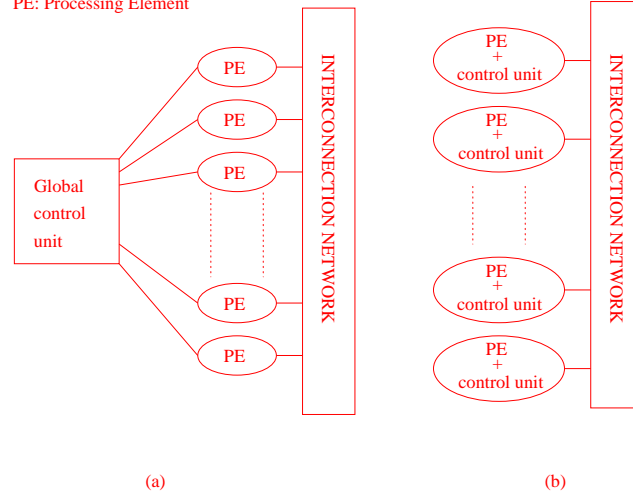 PE: Processing Element
PE
PE
PE
PE
PE
Global
control
unit
INTERCONNECTION NETWORK
PE
+
control unit
PE
+
control unit
PE
+
control unit
PE
+
control unit
INTERCONNECTION NETWORK
(a)
(b)